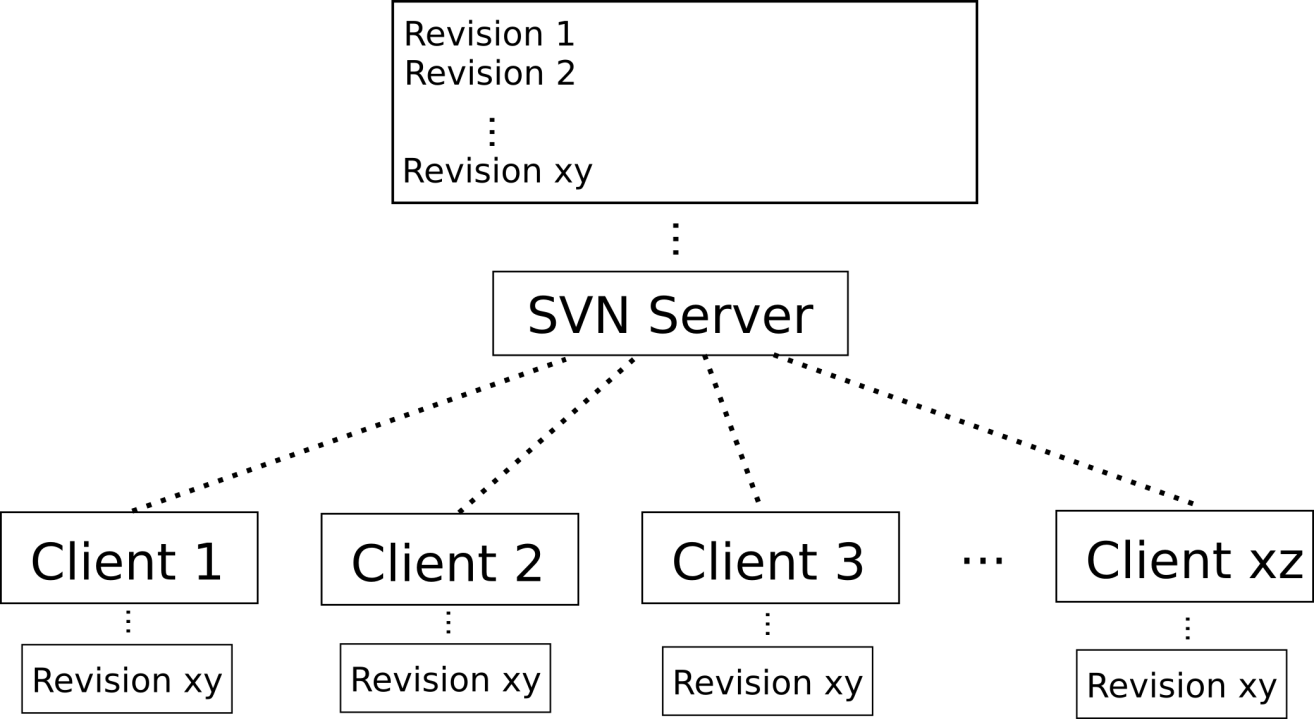 Revision 1
Revision 2
⋮
Revision xy
⋮
SVN Server
Client 1
Client 2
Client 3
...
Client xz
Revision xy
Revision xy
Revision xy
Revision xy